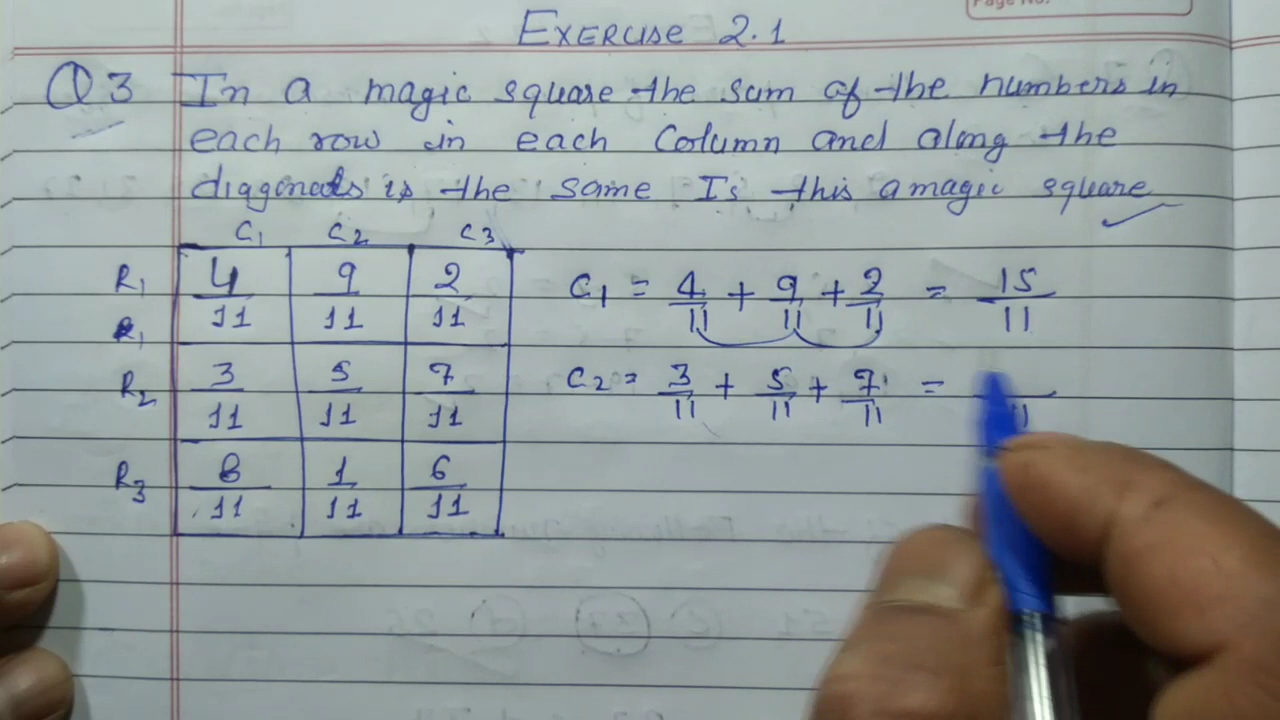 Page No.
EXERCISE 2.1
Q3 In a magic square the sum of the numbers in
each row in each Column and along the
diagonals is the same Is this a magic square
C1 C2 C3
R1 4/11 9/11 2/11 C1 = 4/11 + 9/11 + 2/11 = 15/11
R1
R2 3/11 5/11 7/11 C2 = 3/11 + 5/11 + 7/11 =
R3 8/11 1/11 6/11